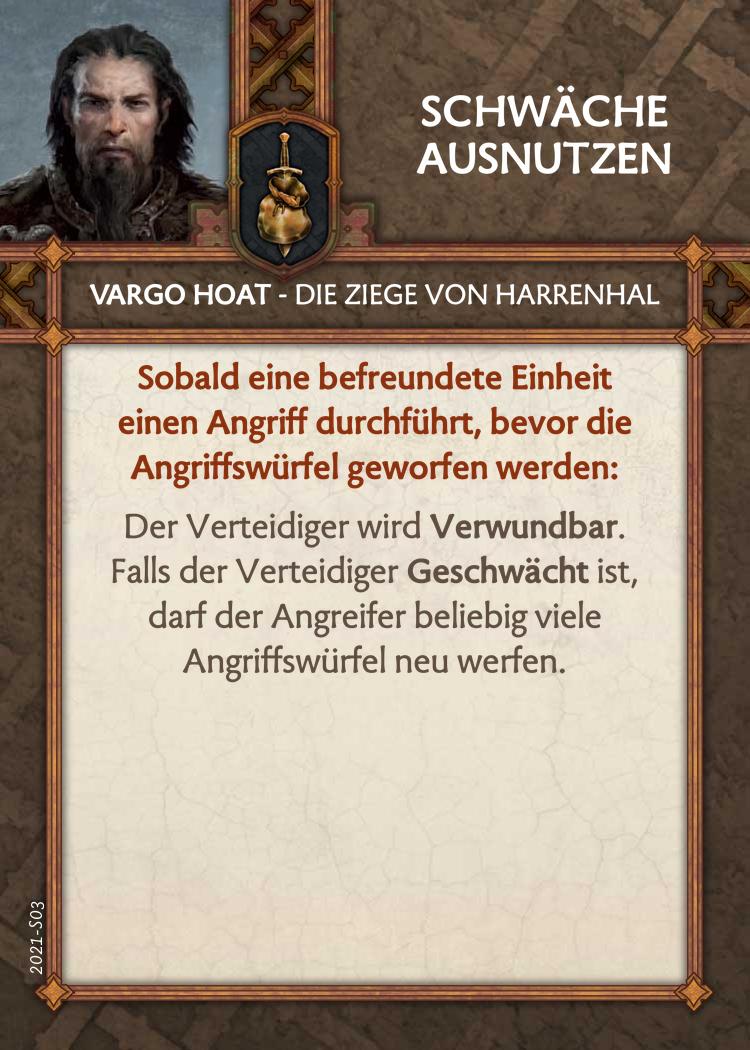 SCHWÄCHE
AUSNUTZEN
VARGO HOAT - DIE ZIEGE VON HARRENHAL
Sobald eine befreundete Einheit
einen Angriff durchführt, bevor die
Angriffswürfel geworfen werden:
Der Verteidiger wird Verwundbar.
Falls der Verteidiger Geschwächt ist,
darf der Angreifer beliebig viele
Angriffswürfel neu werfen.
2021-S03